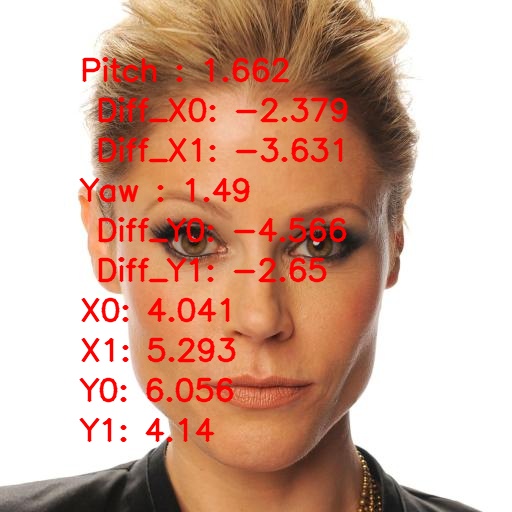 Pitch : 1.662
Diff_X0: -2.379
Diff_X1: -3.631
Yaw : 1.49
Diff_Y0: -4.566
Diff_Y1: -2.65
X0: 4.041
X1: 5.293
Y0: 6.056
Y1: 4.14